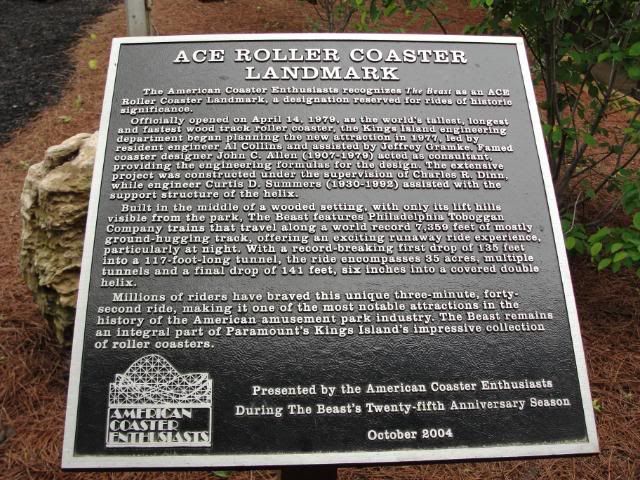 ACE ROLLER COASTER
LANDMARK
The American Coaster Enthusiasts recognizes The Beast as an ACE
Roller Coaster Landmark, a designation reserved for rides of historic
significance.
Officially opened on April 14, 1979, as the world's tallest, longest
and fastest wood track roller coaster, the Kings Island engineering
department began planning the new attraction in 1977 led by
resident engineer Al Collins and assisted by Jeffrey Gramke. Famed
coaster designer John C. Allen (1907-1979) acted as consultant,
providing the engineering formulas for the design. The extensive
project was constructed under the supervision of Charles R. Dinn,
while engineer Curtis D. Summers (1930-1992) assisted with the
support structure of the helix.
Built in the middle of a wooded setting, with only its lift hills
visible from the park, The Beast features Philadelphia Toboggan
Company trains that travel along a world record 7,359 feet of mostly
ground-hugging track, offering an exciting runaway ride experience,
particularly at night. With a record-breaking first drop of 135 feet
into a 117-foot-long tunnel, the ride encompasses 35 acres, multiple
tunnels and a final drop of 141 feet, six inches into a covered double
helix.
Millions of riders have braved this unique three-minute, forty-
second ride, making it one of the most notable attractions in the
history of the American amusement park industry. The Beast remains
an integral part of Paramount's Kings Island's impressive collection
of roller coasters.
AMERICAN
COASTER
ENTHUSIASTS
Presented by the American Coaster Enthusiasts
During The Beast's Twenty-fifth Anniversary Season
October 2004